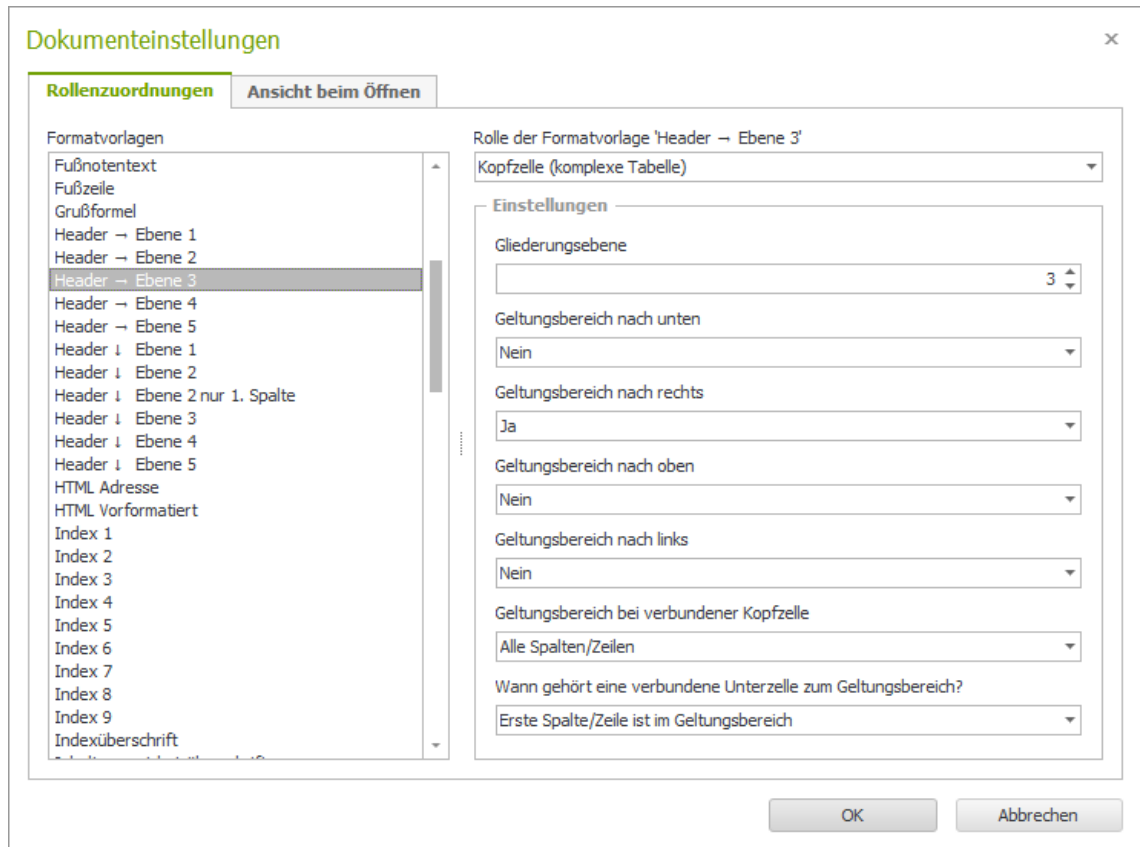 Dokumenteinstellungen
Rollenzuordnungen
Ansicht beim Öffnen
Formatvorlagen
Fußnotentext
Fußzeile
Grußformel
Header → Ebene 1
Header → Ebene 2
Header → Ebene 3
Header → Ebene 4
Header → Ebene 5
Header ↓ Ebene 1
Header ↓ Ebene 2
Header ↓ Ebene 2 nur 1. Spalte
Header ↓ Ebene 3
Header ↓ Ebene 4
Header ↓ Ebene 5
HTML Adresse
HTML Vorformatiert
Index 1
Index 2
Index 3
Index 4
Index 5
Index 6
Index 7
Index 8
Index 9
Indexüberschrift
Rolle der Formatvorlage 'Header → Ebene 3'
Kopfzelle (komplexe Tabelle)
Einstellungen
Gliederungsebene
3
Geltungsbereich nach unten
Nein
Geltungsbereich nach rechts
Ja
Geltungsbereich nach oben
Nein
Geltungsbereich nach links
Nein
Geltungsbereich bei verbundener Kopfzelle
Alle Spalten/Zeilen
Wann gehört eine verbundene Unterzelle zum Geltungsbereich?
Erste Spalte/Zeile ist im Geltungsbereich
OK
Abbrechen